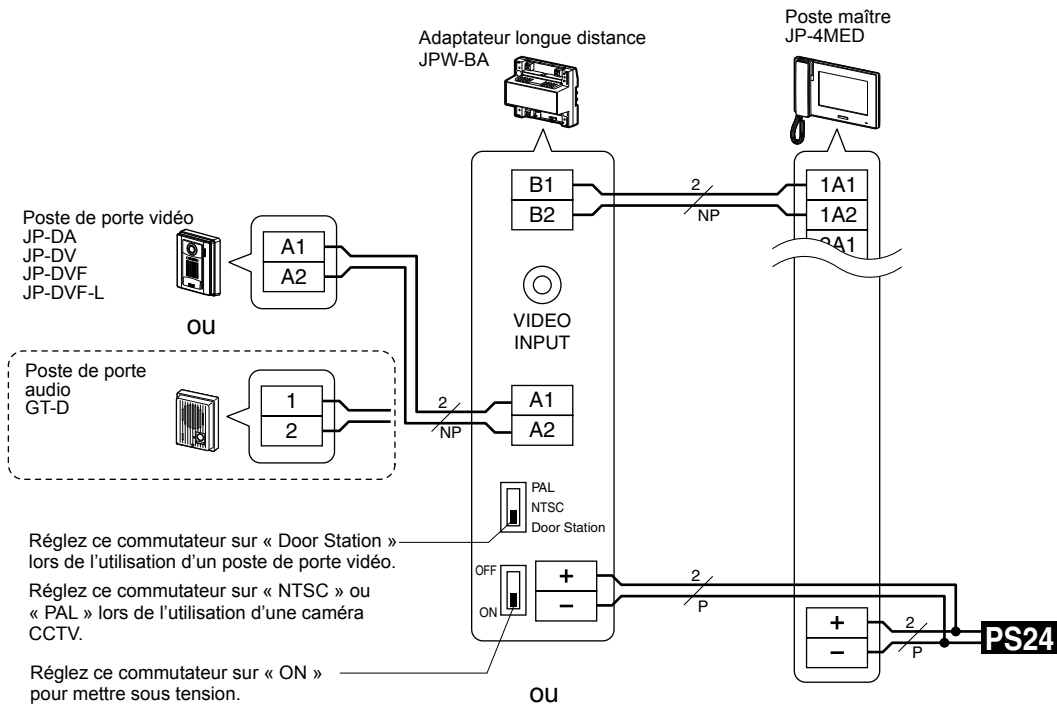 Poste maître
JP-4MED
Adaptateur longue distance
JPW-BA
B1
B2
2
NP
1A1
1A2
2A1
Poste de porte vidéo
JP-DA
JP-DV
JP-DVF
JP-DVF-L
A1
A2
ou
VIDEO
INPUT
Poste de porte
audio
GT-D
1
2
2
NP
A1
A2
PAL
NTSC
Door Station
Réglez ce commutateur sur « Door Station »
lors de l’utilisation d’un poste de porte vidéo.
Réglez ce commutateur sur « NTSC » ou
« PAL » lors de l’utilisation d’une caméra
CCTV.
OFF
ON
+
–
2
P
+
–
2
P
PS24
Réglez ce commutateur sur « ON »
pour mettre sous tension.
ou